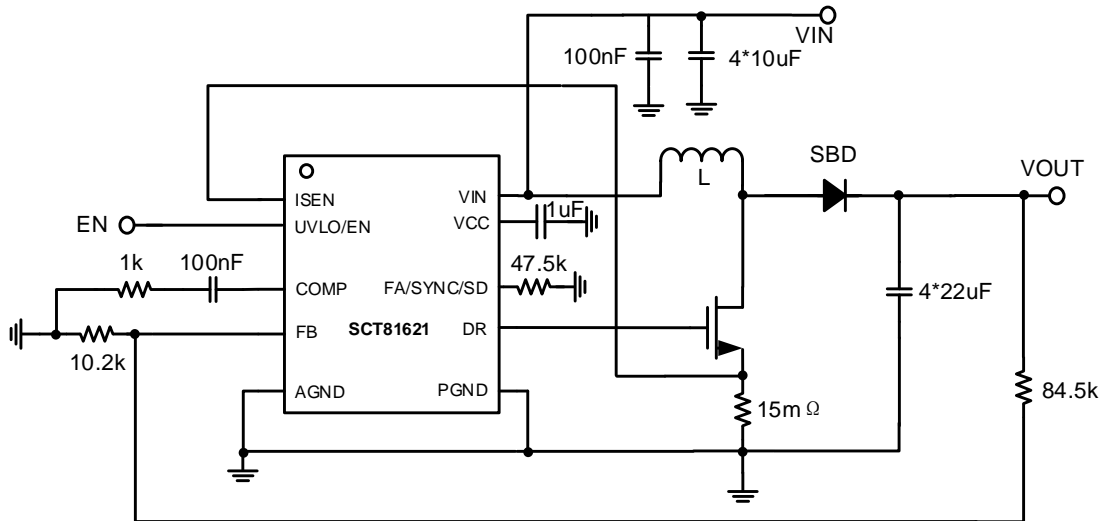 VIN
100nF
4*10uF
SBD
VOUT
L
ISEN
VIN
1uF
EN
UVLO/EN
VCC
1k
100nF
47.5k
COMP
FA/SYNC/SD
4*22uF
FB
SCT81621
DR
10.2k
AGND
PGND
15m Ω
84.5k